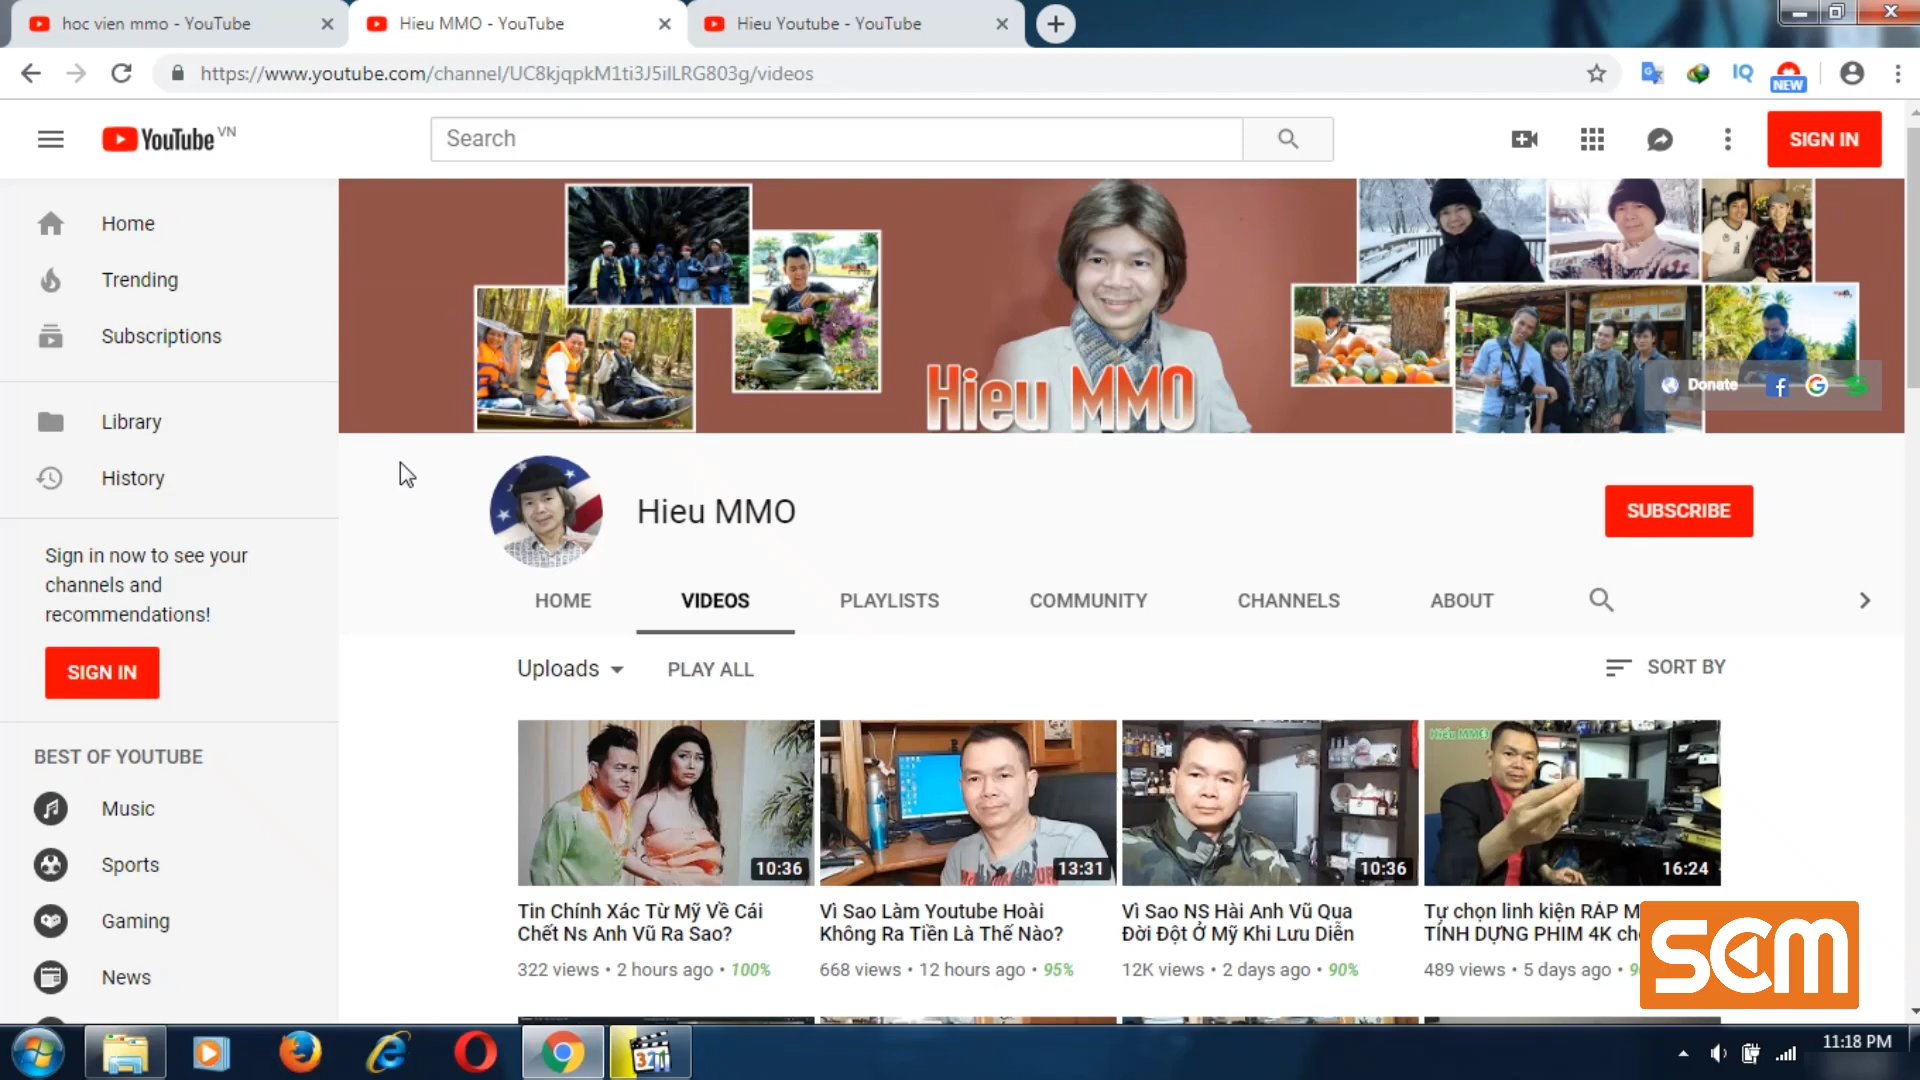 hoc vien mmo - YouTube
Hieu MMO - YouTube
Hieu Youtube - YouTube
https://www.youtube.com/channel/UC8kjqpkM1ti3J5iILRG803g/videos
IQ
NEW
YouTube VN
Search
SIGN IN
Home
Trending
Subscriptions
Library
History
Sign in now to see your
channels and
recommendations!
SIGN IN
BEST OF YOUTUBE
Music
Sports
Gaming
News
Hieu MMO
Donate
Hieu MMO
SUBSCRIBE
HOME
VIDEOS
PLAYLISTS
COMMUNITY
CHANNELS
ABOUT
Uploads
PLAY ALL
SORT BY
10:36
13:31
10:36
Hiếu MMO
16:24
Tin Chính Xác Từ Mỹ Về Cái
Chết Ns Anh Vũ Ra Sao?
322 views • 2 hours ago • 100%
Vì Sao Làm Youtube Hoài
Không Ra Tiền Là Thế Nào?
668 views • 12 hours ago • 95%
Vì Sao NS Hài Anh Vũ Qua
Đời Đột Ở Mỹ Khi Lưu Diễn
12K views • 2 days ago • 90%
Tự chọn linh kiện RÁP M
TÍNH DỰNG PHIM 4K
489 views • 5 days ago
SCM
321
11:18 PM